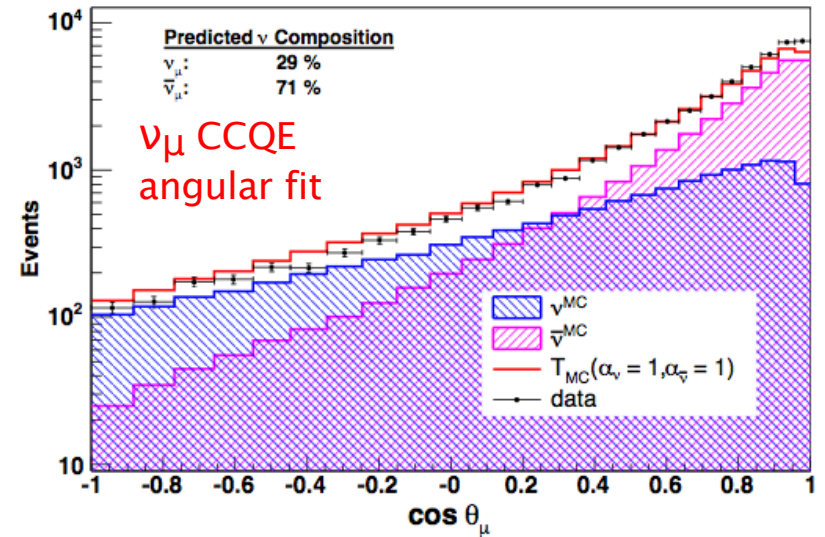 10⁴
Predicted ν Composition
ν_μ: 29 %
ν̄_μ: 71 %
ν_μ CCQE
angular fit
10³
Events
10²
ν^MC
ν̄^MC
T_MC(α_ν = 1,α_ν̄ = 1)
data
10
-1 -0.8 -0.6 -0.4 -0.2 -0 0.2 0.4 0.6 0.8 1
cos θ_μ